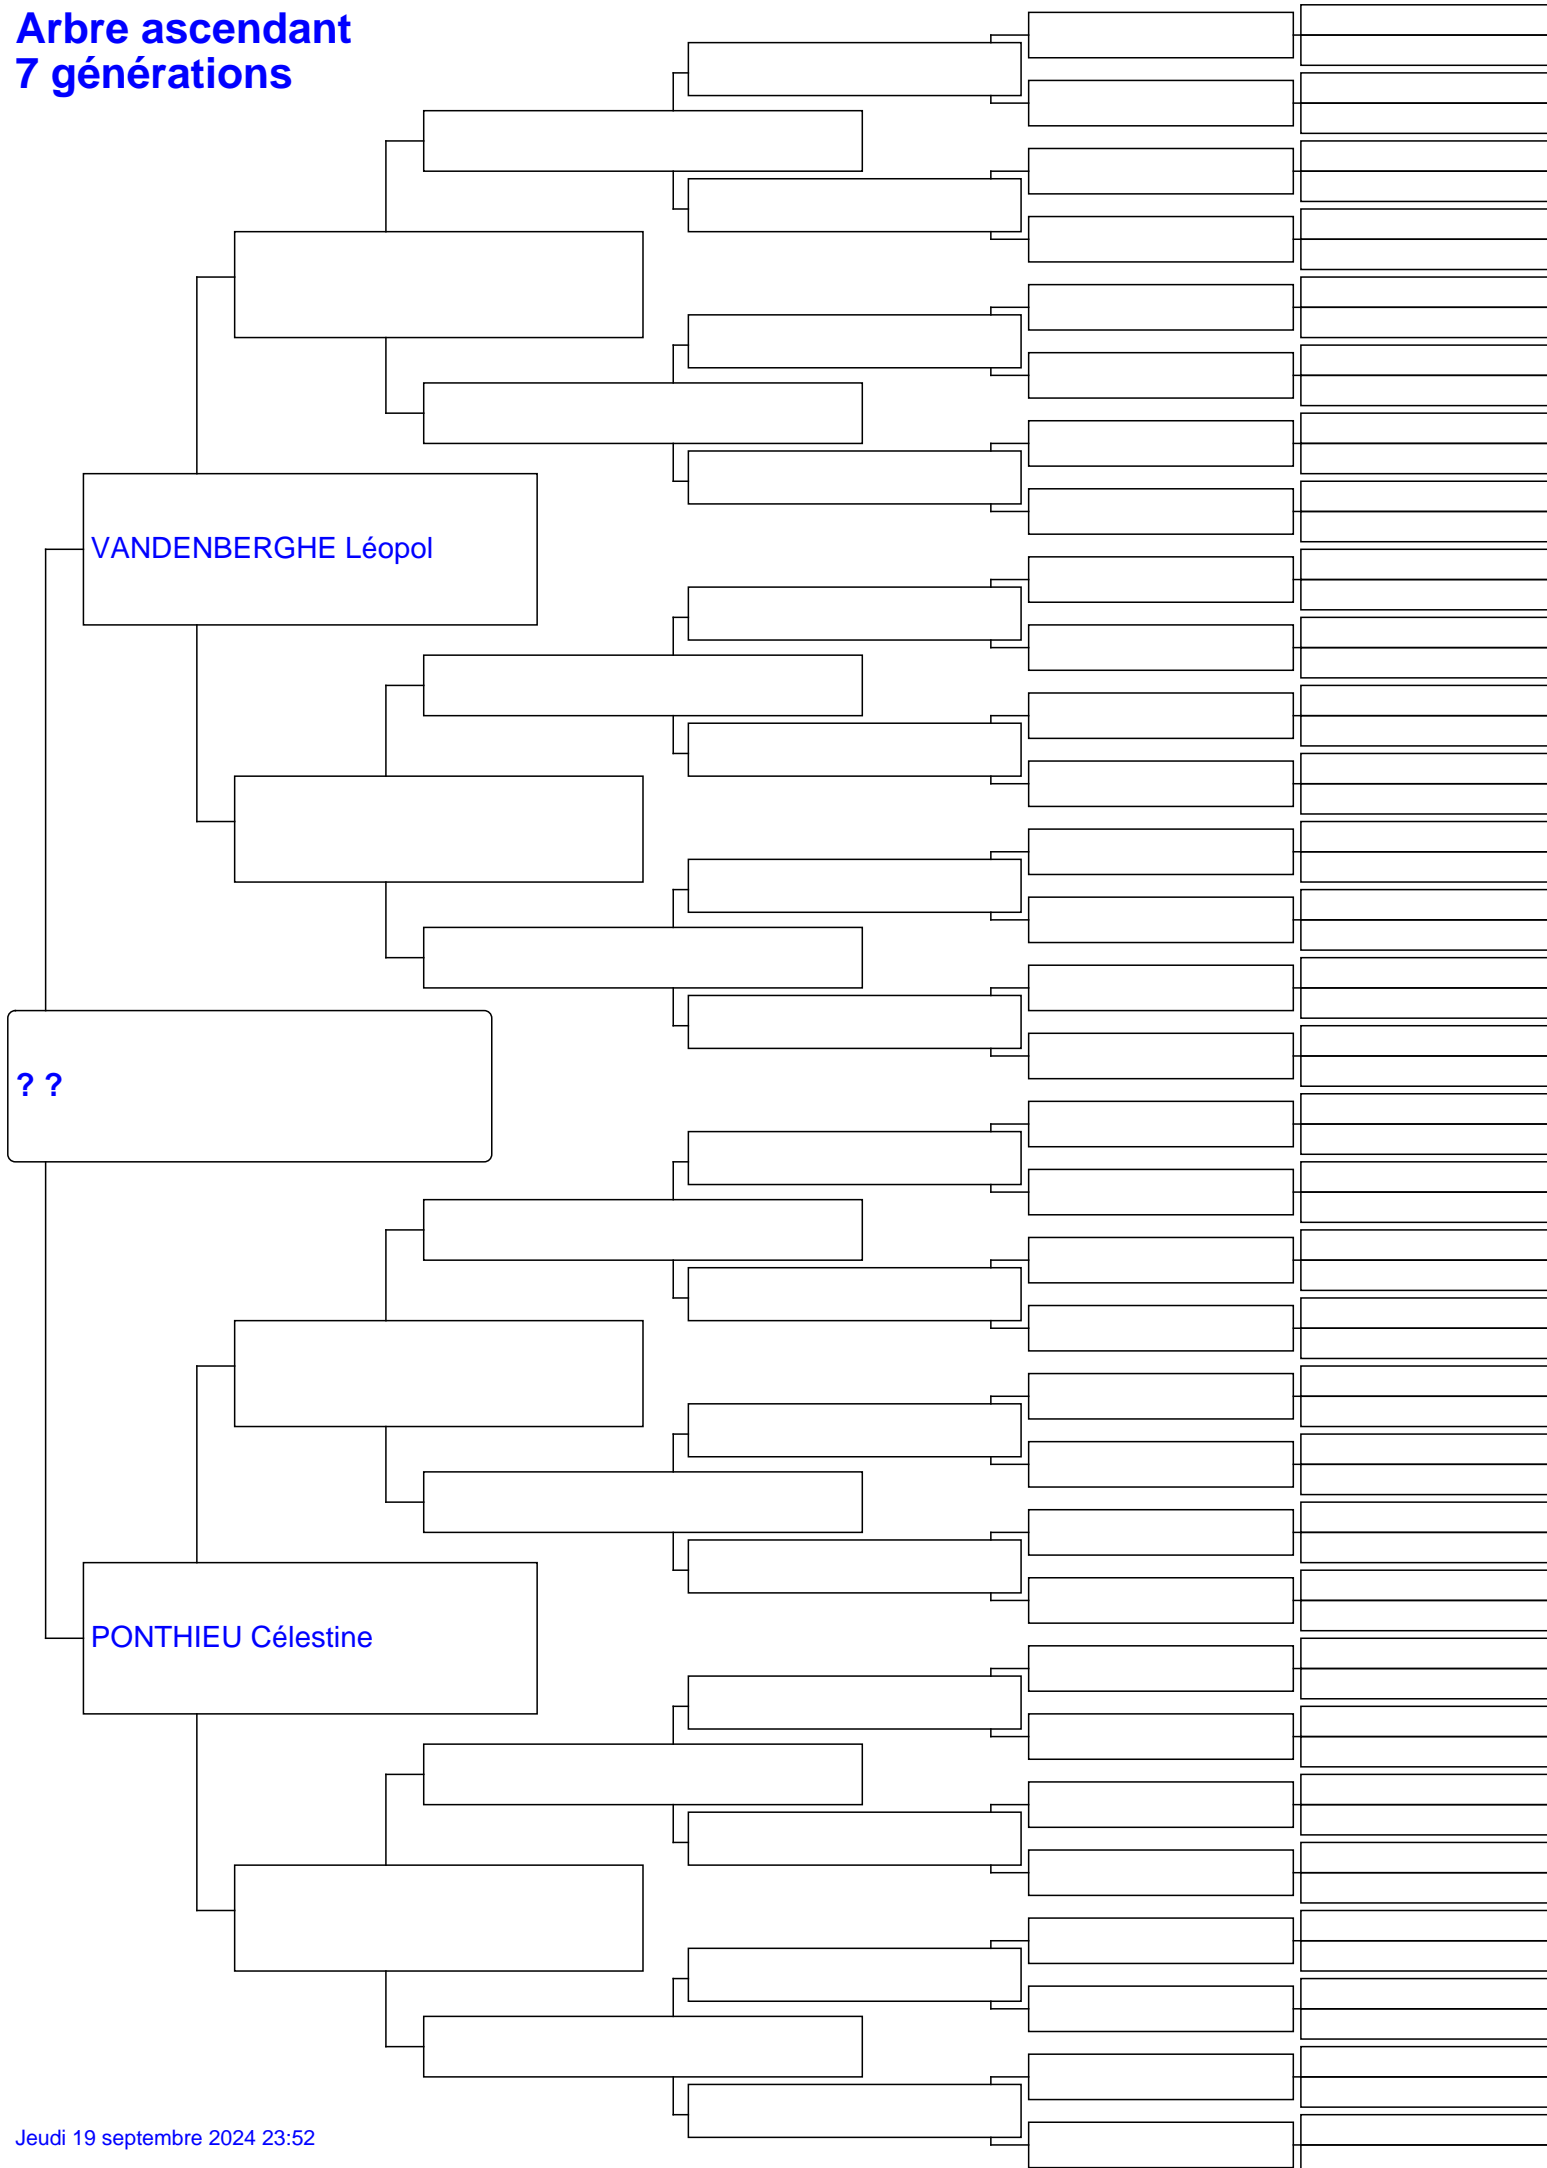 Arbre ascendant
7 générations
VANDENBERGHE Léopol
? ?
PONTHIEU Célestine
Jeudi 19 septembre 2024 23:52